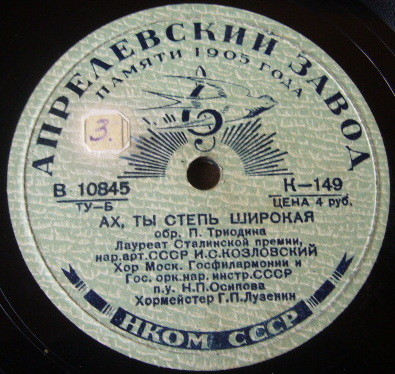 АПРЕЛЕВСКИЙ ЗАВОД
ПАМЯТИ 1905 ГОДА
3.
В 10845
ТУ-Б
К-149
ЦЕНА 4 руб.
АХ, ТЫ СТЕПЬ ШИРОКАЯ
обр. П. Триодина
Лауреат Сталинской премии,
нар.арт.СССР И.С.КОЗЛОВСКИЙ
Хор Моск. Госфилармонии и
Гос. орк.нар. инстр.СССР
п.у. Н.П.Осипова
Хормейстер Г.П.Лузенин
НКОМ СССР